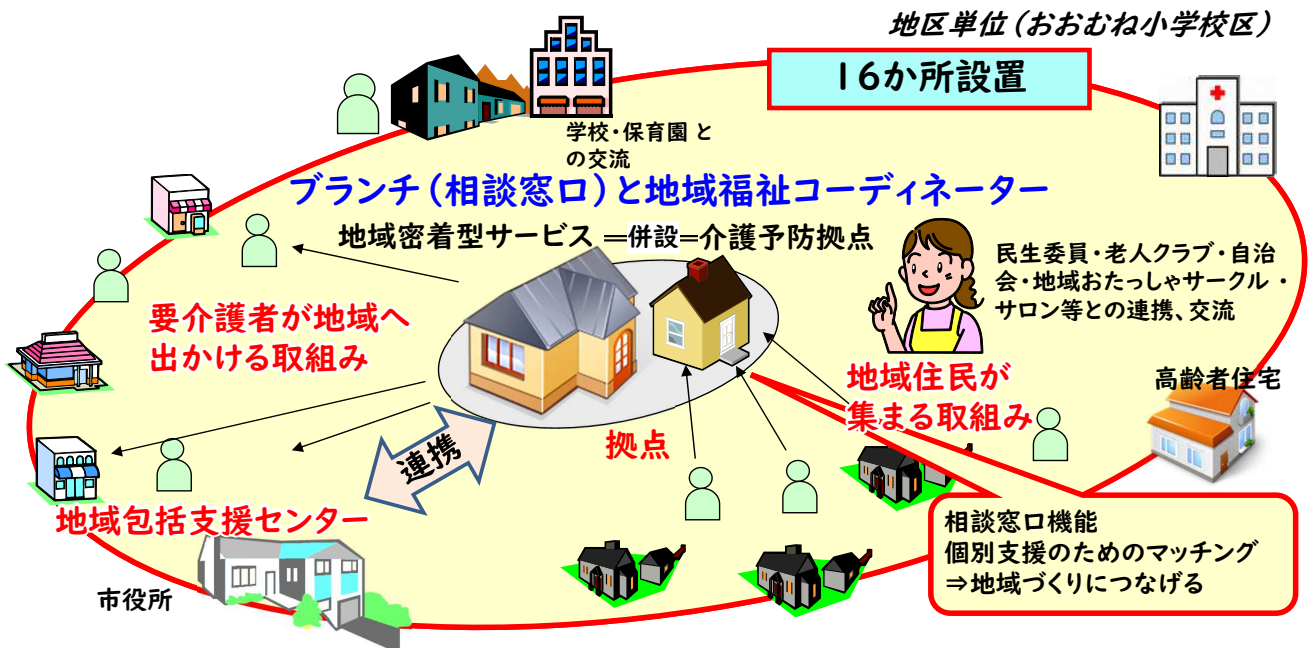 地区単位(おおむね小学校区)
16か所設置
学校・保育園 と
の交流
ブランチ(相談窓口)と地域福祉コーディネーター
地域密着型サービス =併設=介護予防拠点
民生委員・老人クラブ・自治
会・地域おたっしゃサークル・
サロン等との連携、交流
要介護者が地域へ
出かける取組み
地域住民が
集まる取組み
高齢者住宅
拠点
連携
地域包括支援センター
市役所
相談窓口機能
個別支援のためのマッチング
⇒地域づくりにつなげる